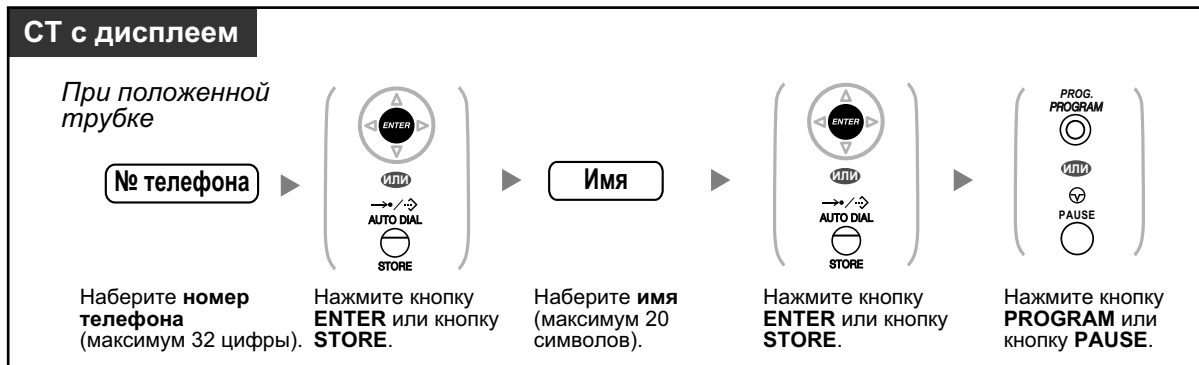 СТ с дисплеем
При положенной
трубке
№ телефона
ENTER
ИЛИ
AUTO DIAL
STORE
Имя
ENTER
ИЛИ
AUTO DIAL
STORE
PROG.
PROGRAM
ИЛИ
PAUSE
Наберите номер
телефона
(максимум 32 цифры).
Нажмите кнопку
ENTER или кнопку
STORE.
Наберите имя
(максимум 20
символов).
Нажмите кнопку
ENTER или кнопку
STORE.
Нажмите кнопку
PROGRAM или
кнопку PAUSE.